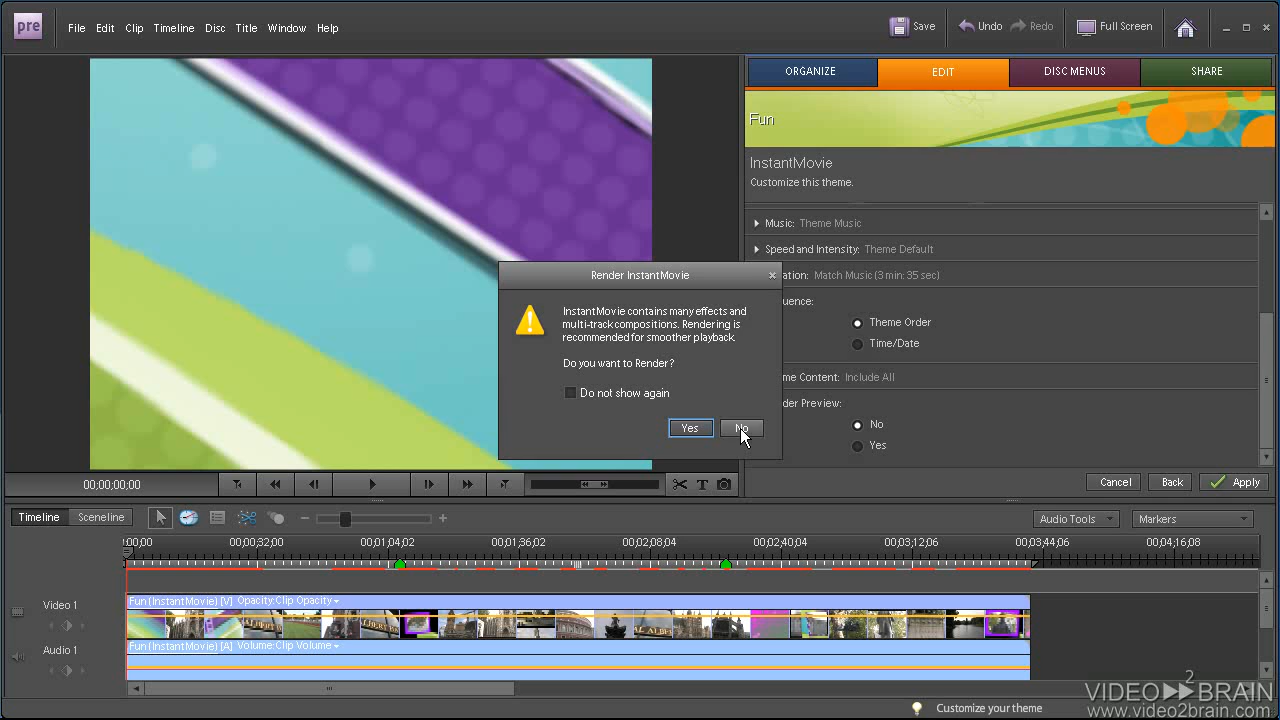 pre
File Edit Clip Timeline Disc Title Window Help
Save Undo Redo Full Screen
ORGANIZE EDIT DISC MENUS SHARE
Fun
InstantMovie
Customize this theme.
Music: Theme Music
Speed and Intensity: Theme Default
ation: Match Music (3 min: 35 sec)
uence:
Theme Order
Time/Date
me Content: Include All
der Preview:
No
Yes
Cancel Back Apply
Render InstantMovie
InstantMovie contains many effects and
multi-track compositions. Rendering is
recommended for smoother playback.
Do you want to Render?
Do not show again
Yes No
00;00;00;00
Timeline Sceneline
Audio Tools Markers
;00;00 00;00;32;00 00;01;04;02 00;01;36;02 00;02;08;04 00;02;40;04 00;03;12;06 00;03;44;06 00;04;16;08
Video 1
Fun (InstantMovie) [V] Opacity:Clip Opacity
Audio 1
Fun (InstantMovie) [A] Volume:Clip Volume
VIDEO 2 BRAIN
www.video2brain.com
Customize your theme